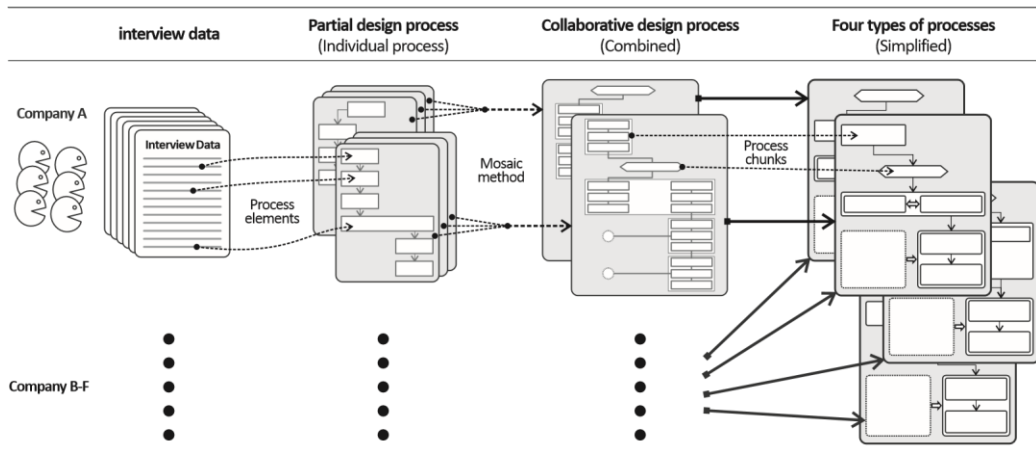 interview data
Partial design process
(Individual process)
Collaborative design process
(Combined)
Four types of processes
(Simplified)
Company A
Interview Data
Process
elements
Mosaic
method
Process
chunks
Company B-F